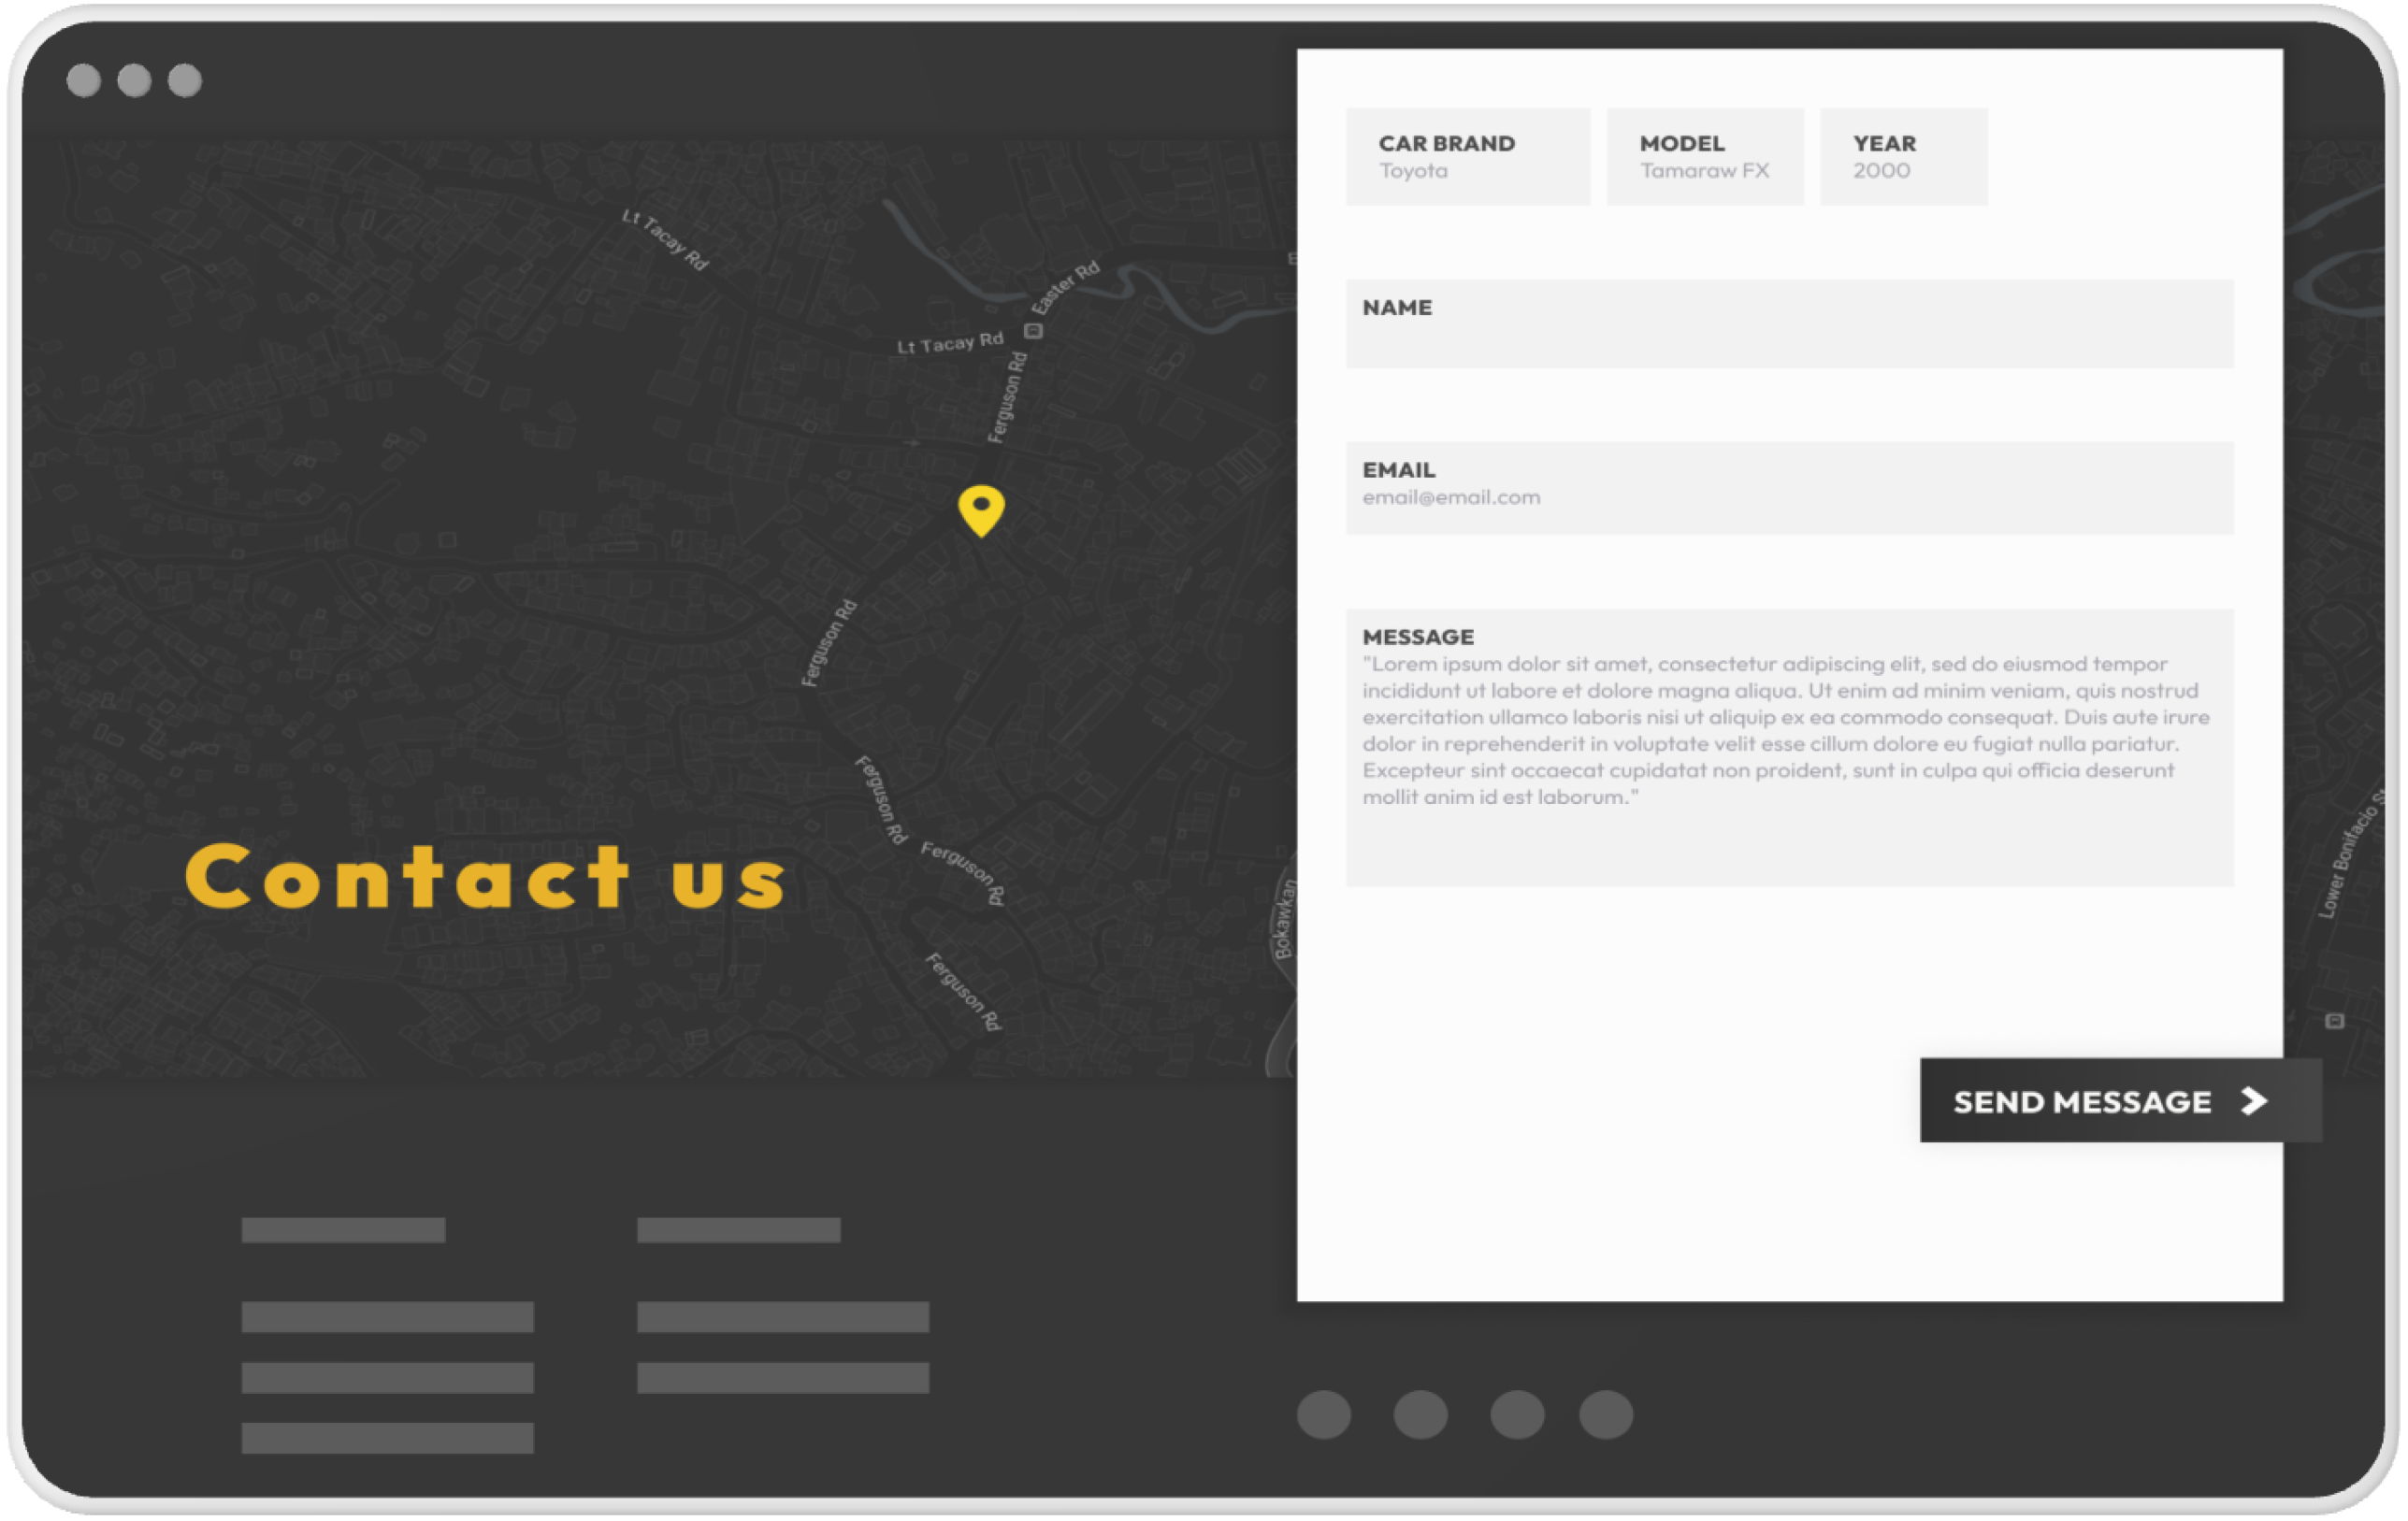 CAR BRAND
Toyota
MODEL
Tamaraw FX
YEAR
2000
Lt Tacay Rd
Easter Rd
NAME
Lt Tacay Rd
Ferguson Rd
EMAIL
email@email.com
Ferguson Rd
MESSAGE
"Lorem ipsum dolor sit amet, consectetur adipiscing elit, sed do eiusmod tempor
incididunt ut labore et dolore magna aliqua. Ut enim ad minim veniam, quis nostrud
exercitation ullamco laboris nisi ut aliquip ex ea commodo consequat. Duis aute irure
dolor in reprehenderit in voluptate velit esse cillum dolore eu fugiat nulla pariatur.
Excepteur sint occaecat cupidatat non proident, sunt in culpa qui officia deserunt
mollit anim id est laborum."
Ferguson Rd
Ferguson Rd
Contact us
Bokawkan
Lower Bonifacio St
Ferguson Rd
SEND MESSAGE